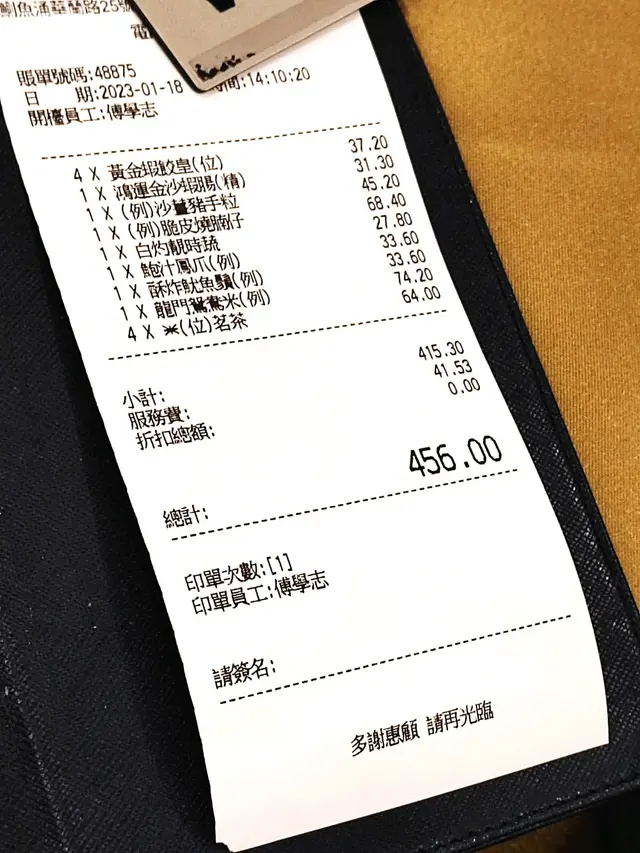 鰂魚涌華蘭路25號
電
賬單號碼:48875
日 期:2023-01-18 時間:14:10:20
開檯員工:傅學志
4 X 黃金蝦餃皇(位) 37.20
1 X 鴻運金沙蝦腸(精) 31.30
1 X (例)沙薑豬手粒 45.20
1 X (例)脆皮燒腩仔 68.40
1 X 白灼靚時蔬 27.80
1 X 鮑汁鳳爪(例) 33.60
1 X 酥炸魷魚鬚(例) 33.60
1 X 龍門鴛鴦米(例) 74.20
4 X *(位)茗茶 64.00
小計: 415.30
服務費: 41.53
折扣總額: 0.00
總計: 456.00
印單次數:[1]
印單員工:傅學志
請簽名:
多謝惠顧 請再光臨